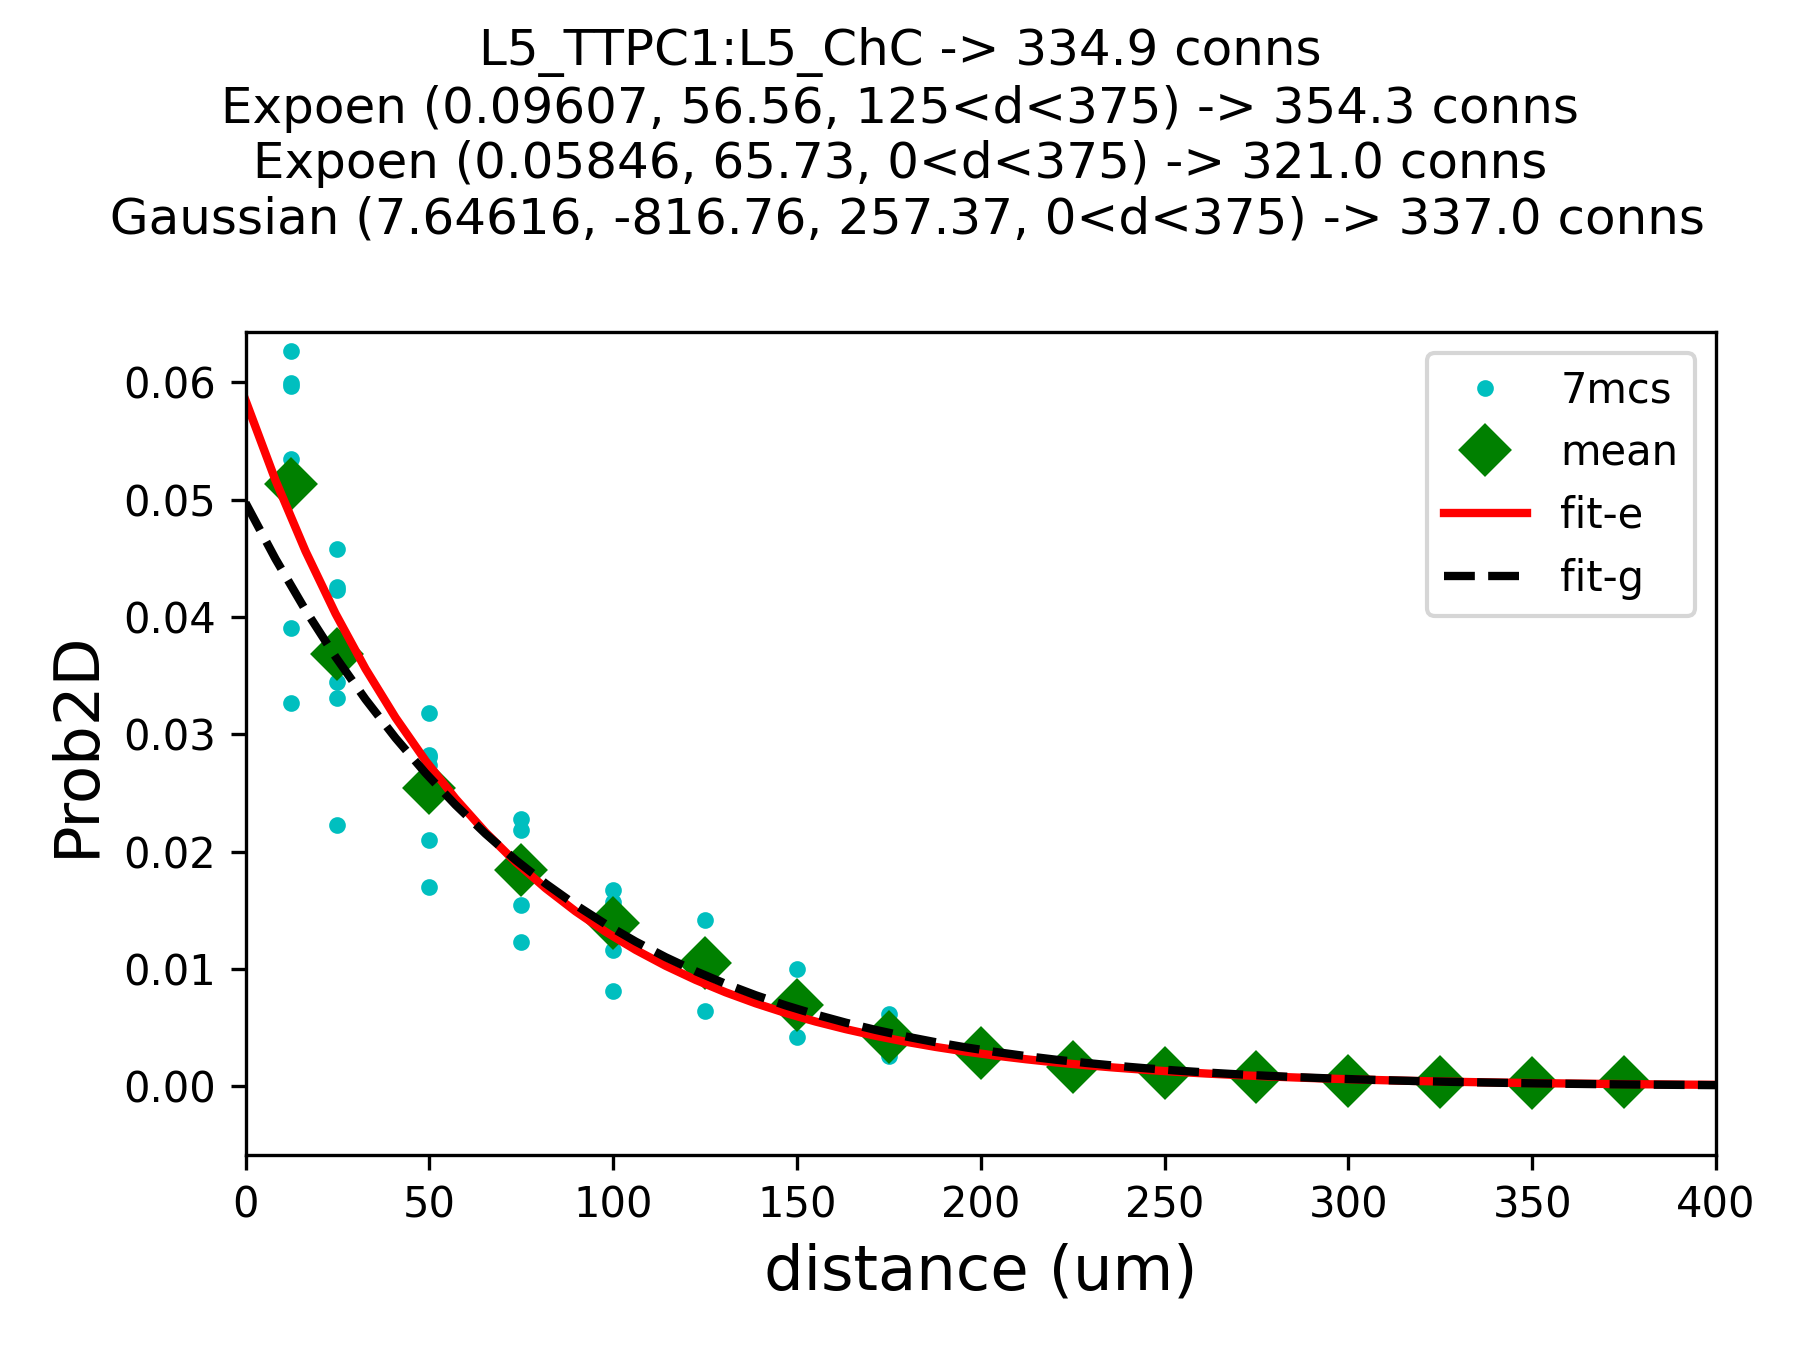 L5_TTPC1:L5_ChC -> 334.9 conns
Expoen (0.09607, 56.56, 125<d<375) -> 354.3 conns
Expoen (0.05846, 65.73, 0<d<375) -> 321.0 conns
Gaussian (7.64616, -816.76, 257.37, 0<d<375) -> 337.0 conns
7mcs
mean
fit-e
fit-g
Prob2D
0.06
0.05
0.04
0.03
0.02
0.01
0.00
0 50 100 150 200 250 300 350 400
distance (um)